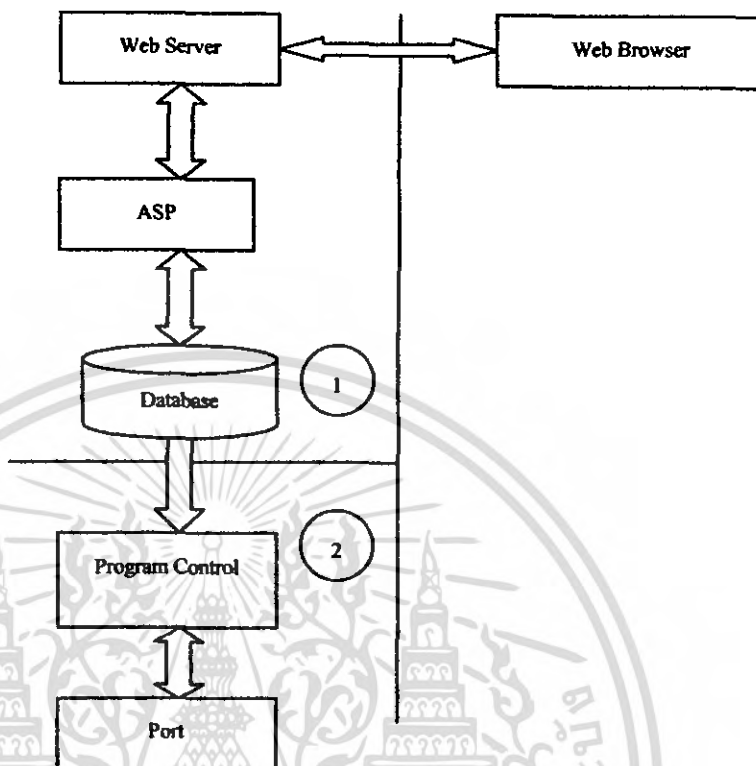 Web Server
Web Browser
ASP
Database
1
Program Control
2
Port